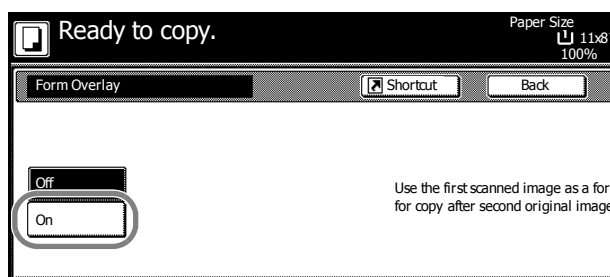 Ready to copy.
Paper Size
1 11x8
100%
Form Overlay
Shortcut
Back
Off
On
Use the first scanned image as a for
for copy after second original image